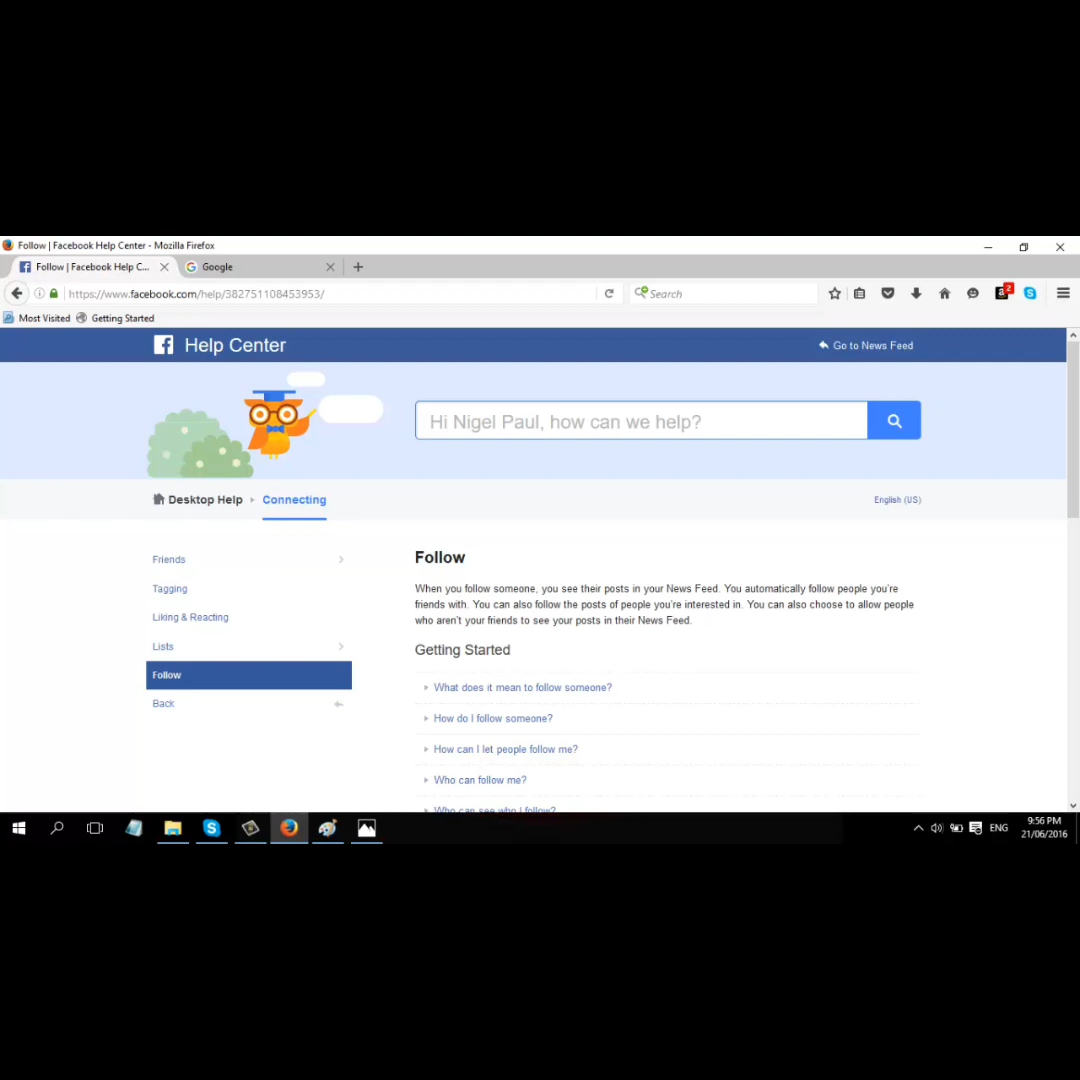 Follow | Facebook Help Center - Mozilla Firefox
Follow | Facebook Help C...
Google
https://www.facebook.com/help/382751108453953/
Search
2
Most Visited
Getting Started
Help Center
Go to News Feed
Hi Nigel Paul, how can we help?
Desktop Help
Connecting
English (US)
Friends
Tagging
Liking & Reacting
Lists
Follow
Back
Follow
When you follow someone, you see their posts in your News Feed. You automatically follow people you're
friends with. You can also follow the posts of people you're interested in. You can also choose to allow people
who aren't your friends to see your posts in their News Feed.
Getting Started
What does it mean to follow someone?
How do I follow someone?
How can I let people follow me?
Who can follow me?
Who can see who I follow?
ENG
9:56 PM
21/06/2016